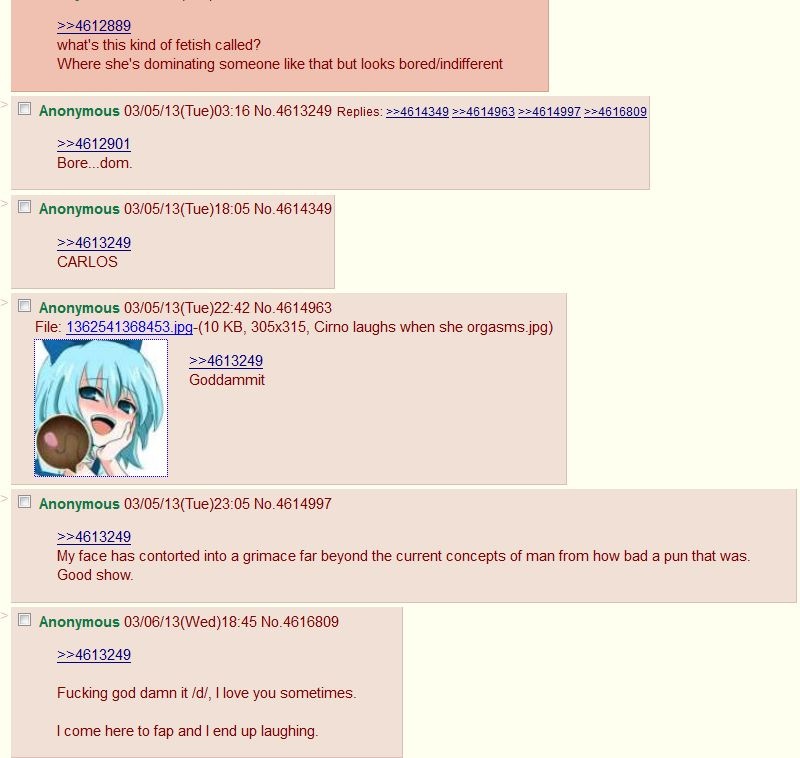 >>4612889
what's this kind of fetish called?
Where she's dominating someone like that but looks bored/indifferent
Anonymous 03/05/13(Tue)03:16 No.4613249 Replies: >>4614349 >>4614963 >>4614997 >>4616809
>>4612901
Bore...dom.
Anonymous 03/05/13(Tue)18:05 No.4614349
>>4613249
CARLOS
Anonymous 03/05/13(Tue)22:42 No.4614963
File: 1362541368453.jpg-(10 KB, 305x315, Cirno laughs when she orgasms.jpg)
>>4613249
Goddammit
Anonymous 03/05/13(Tue)23:05 No.4614997
>>4613249
My face has contorted into a grimace far beyond the current concepts of man from how bad a pun that was.
Good show.
Anonymous 03/06/13(Wed)18:45 No.4616809
>>4613249
Fucking god damn it /d/, I love you sometimes.
I come here to fap and I end up laughing.